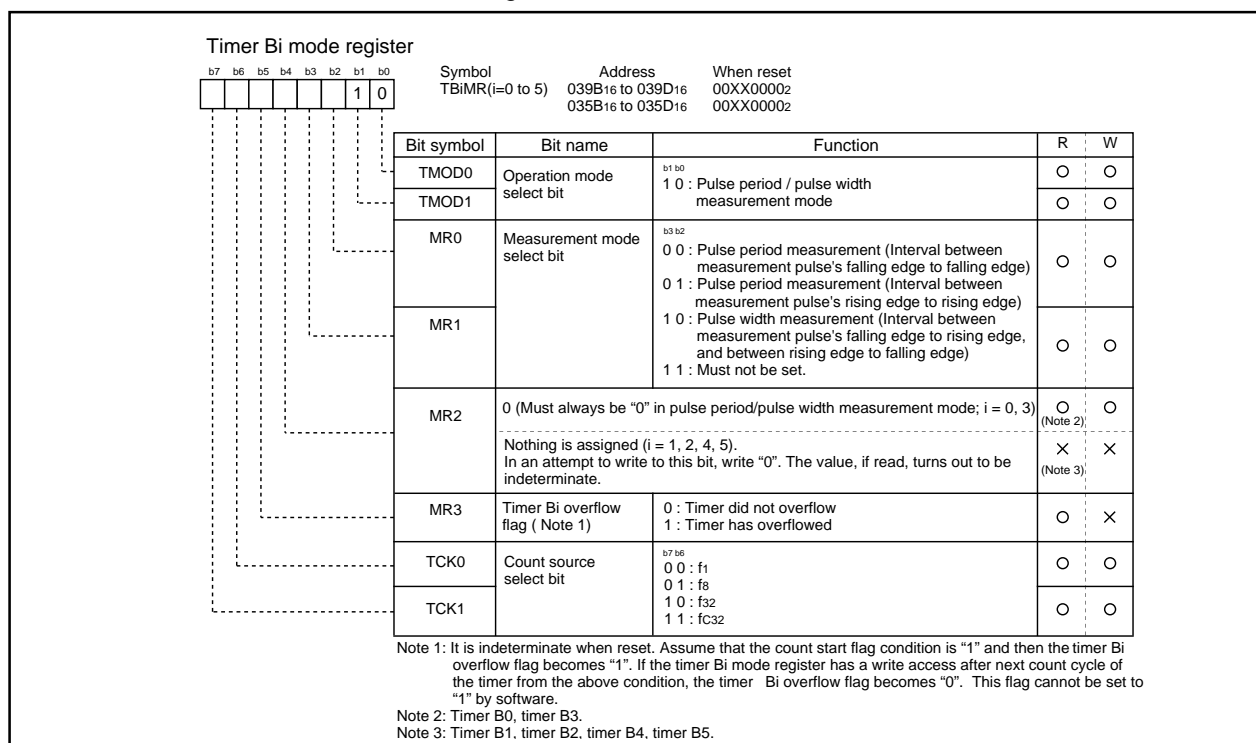 Timer Bi mode register
b7 b6 b5 b4 b3 b2 b1 b0
1 0
Symbol Address When reset
TBiMR(i=0 to 5) 039B16 to 039D16 00XX00002
035B16 to 035D16 00XX00002
Bit symbol Bit name Function R W
TMOD0 Operation mode select bit
b1 b0
1 0 : Pulse period / pulse width
measurement mode
TMOD1
MR0 Measurement mode
select bit
b3 b2
0 0 : Pulse period measurement (Interval between
measurement pulse's falling edge to falling edge)
0 1 : Pulse period measurement (Interval between
measurement pulse's rising edge to rising edge)
MR1
1 0 : Pulse width measurement (Interval between
measurement pulse's falling edge to rising edge,
and between rising edge to falling edge)
1 1 : Must not be set.
MR2 0 (Must always be “0” in pulse period/pulse width measurement mode; i = 0, 3)
(Note 2)
Nothing is assigned (i = 1, 2, 4, 5).
In an attempt to write to this bit, write “0”. The value, if read, turns out to be
indeterminate.
(Note 3)
MR3 Timer Bi overflow
flag ( Note 1)
0 : Timer did not overflow
1 : Timer has overflowed
TCK0 Count source
select bit
b7 b6
0 0 : f1
0 1 : f8
TCK1
1 0 : f32
1 1 : fC32
Note 1: It is indeterminate when reset. Assume that the count start flag condition is “1” and then the timer Bi
overflow flag becomes “1”. If the timer Bi mode register has a write access after next count cycle of
the timer from the above condition, the timer Bi overflow flag becomes “0”. This flag cannot be set to
“1” by software.
Note 2: Timer B0, timer B3.
Note 3: Timer B1, timer B2, timer B4, timer B5.